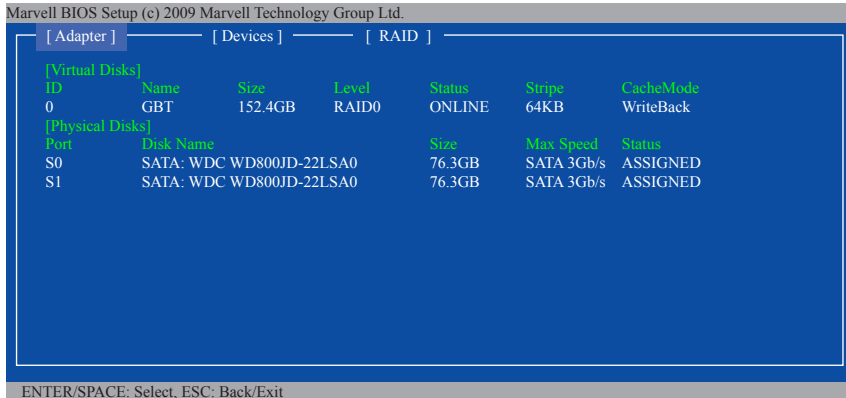 Marvell BIOS Setup (c) 2009 Marvell Technology Group Ltd.
[ Adapter ] [ Devices ] [ RAID ]
[Virtual Disks]
ID Name Size Level Status Stripe CacheMode
0 GBT 152.4GB RAID0 ONLINE 64KB WriteBack
[Physical Disks]
Port Disk Name Size Max Speed Status
S0 SATA: WDC WD800JD-22LSA0 76.3GB SATA 3Gb/s ASSIGNED
S1 SATA: WDC WD800JD-22LSA0 76.3GB SATA 3Gb/s ASSIGNED
ENTER/SPACE: Select, ESC: Back/Exit